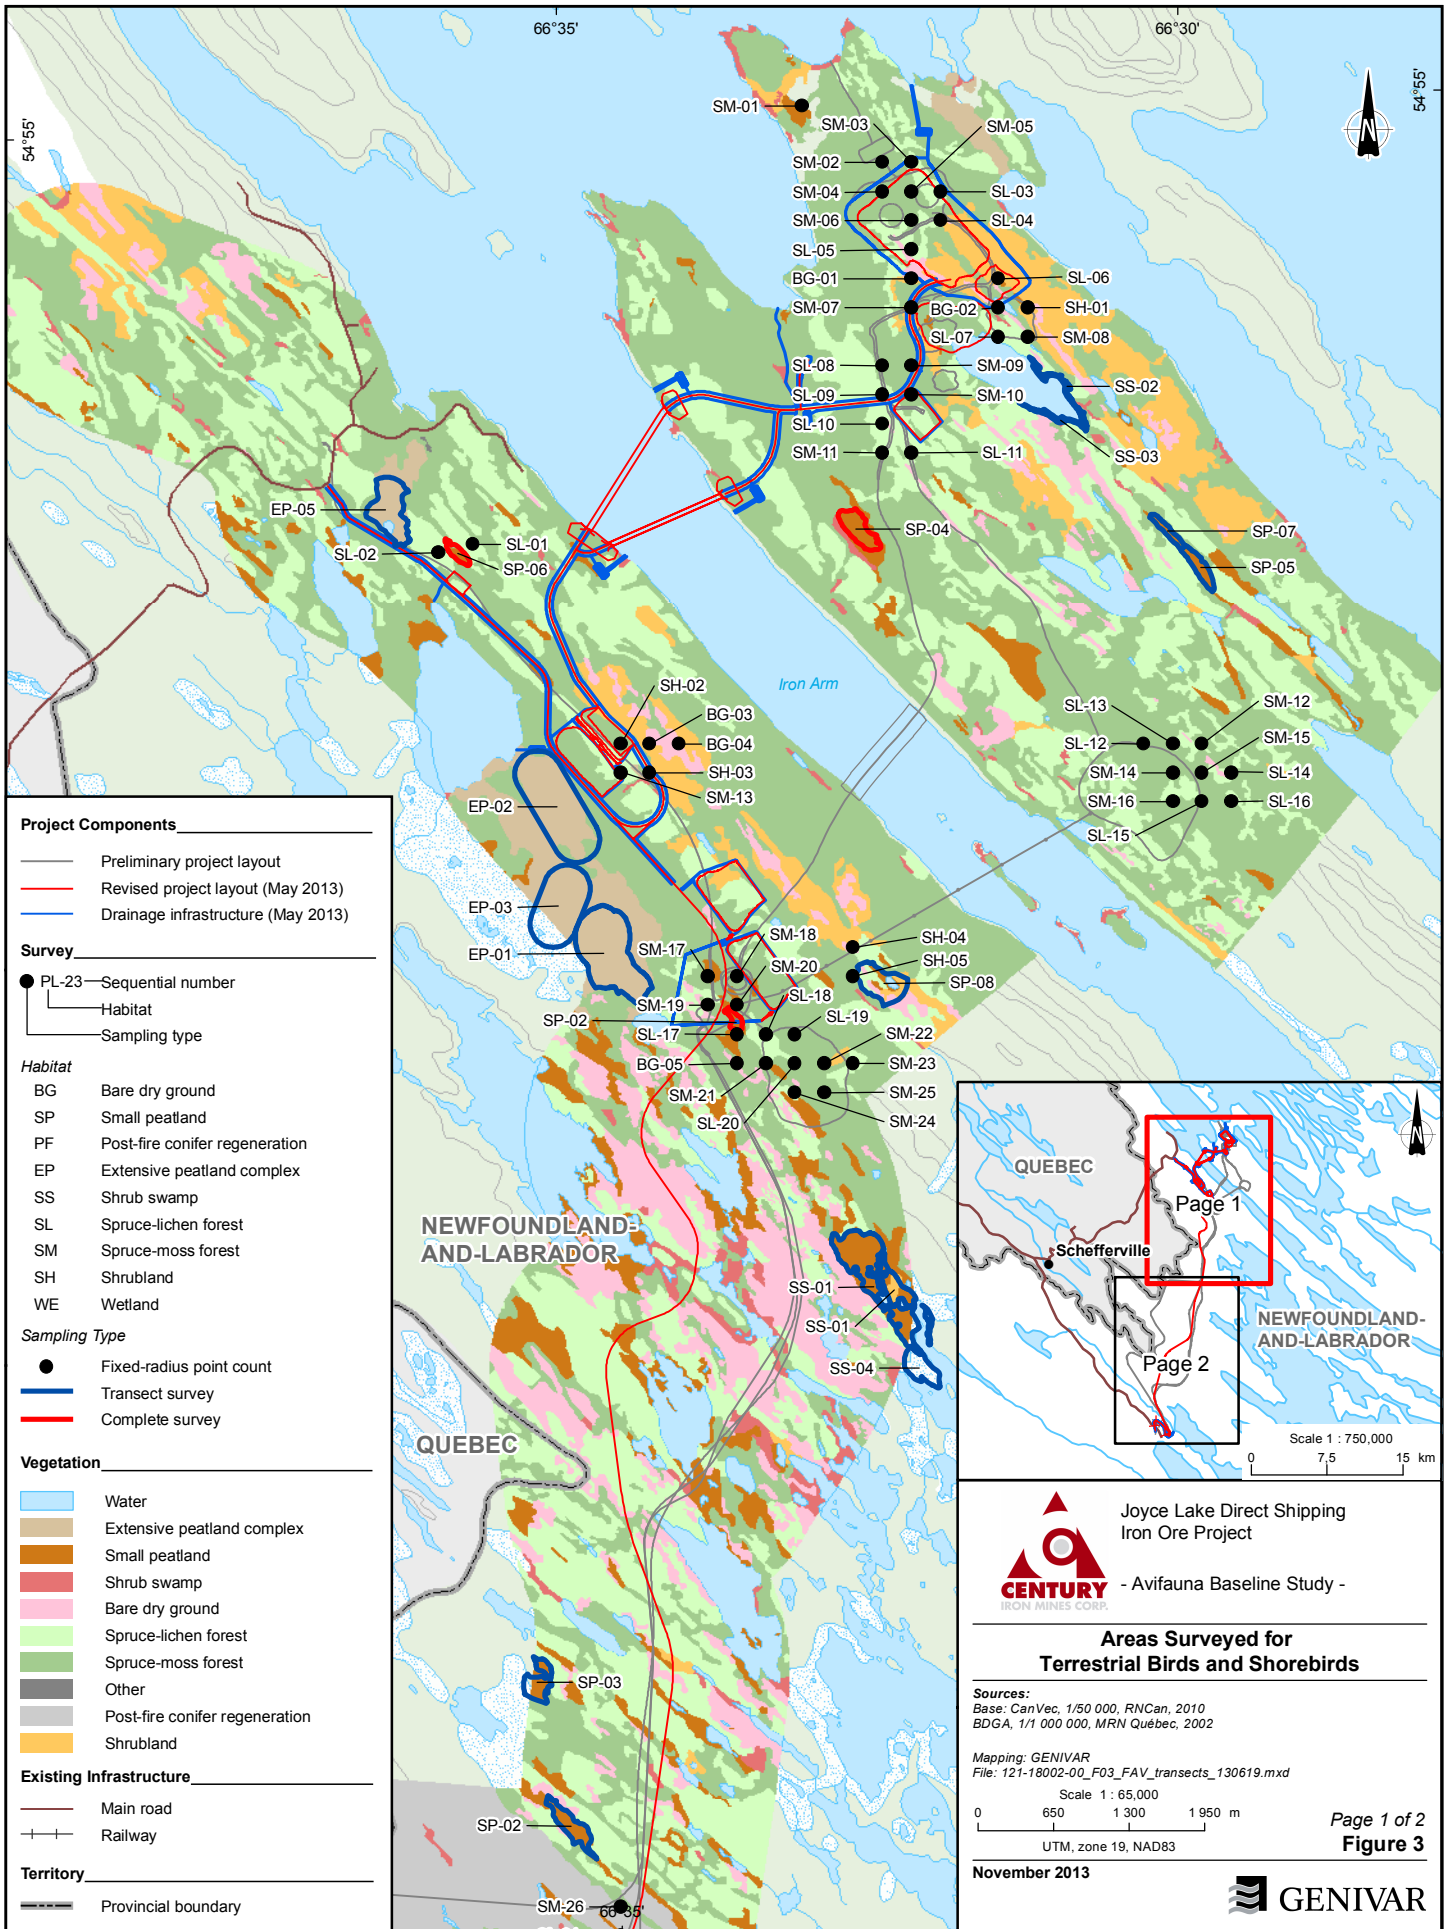 66°35'
66°30'
54°55'
54°55'
N
SM-01
SM-03
SM-05
SM-02
SM-04
SL-03
SM-06
SL-04
SL-05
BG-01
SL-06
SM-07
BG-02
SH-01
SL-07
SM-08
SL-08
SM-09
SS-02
SL-09
SM-10
SL-10
SM-11
SL-11
SS-03
EP-05
SL-02
SL-01
SP-06
SP-04
SP-07
SP-05
Iron Arm
SH-02
BG-03
BG-04
SH-03
SM-13
SL-13
SM-12
SL-12
SM-15
SM-14
SL-14
SM-16
SL-16
SL-15
EP-02
EP-03
EP-01
SM-17
SM-18
SH-04
SM-20
SH-05
SL-18
SP-08
SM-19
SP-02
SL-19
SL-17
SM-22
BG-05
SM-23
SM-21
SM-25
SL-20
SM-24
NEWFOUNDLAND-
AND-LABRADOR
SS-01
SS-01
SS-04
QUEBEC
SP-03
SP-02
SM-26
66°35'
Project Components
Preliminary project layout
Revised project layout (May 2013)
Drainage infrastructure (May 2013)
Survey
PL-23 Sequential number
Habitat
Sampling type
Habitat
BG Bare dry ground
SP Small peatland
PF Post-fire conifer regeneration
EP Extensive peatland complex
SS Shrub swamp
SL Spruce-lichen forest
SM Spruce-moss forest
SH Shrubland
WE Wetland
Sampling Type
Fixed-radius point count
Transect survey
Complete survey
Vegetation
Water
Extensive peatland complex
Small peatland
Shrub swamp
Bare dry ground
Spruce-lichen forest
Spruce-moss forest
Other
Post-fire conifer regeneration
Shrubland
Existing Infrastructure
Main road
Railway
Territory
Provincial boundary
N
QUEBEC
Page 1
Schefferville
NEWFOUNDLAND-
AND-LABRADOR
Page 2
Scale 1 : 750,000
0 7,5 15 km
CENTURY
IRON MINES CORP.
Joyce Lake Direct Shipping
Iron Ore Project
- Avifauna Baseline Study -
Areas Surveyed for
Terrestrial Birds and Shorebirds
Sources:
Base: CanVec, 1/50 000, RNCan, 2010
BDGA, 1/1 000 000, MRN Québec, 2002
Mapping: GENIVAR
File: 121-18002-00_F03_FAV_transects_130619.mxd
Scale 1 : 65,000
0 650 1 300 1 950 m
UTM, zone 19, NAD83
Page 1 of 2
Figure 3
November 2013
GENIVAR